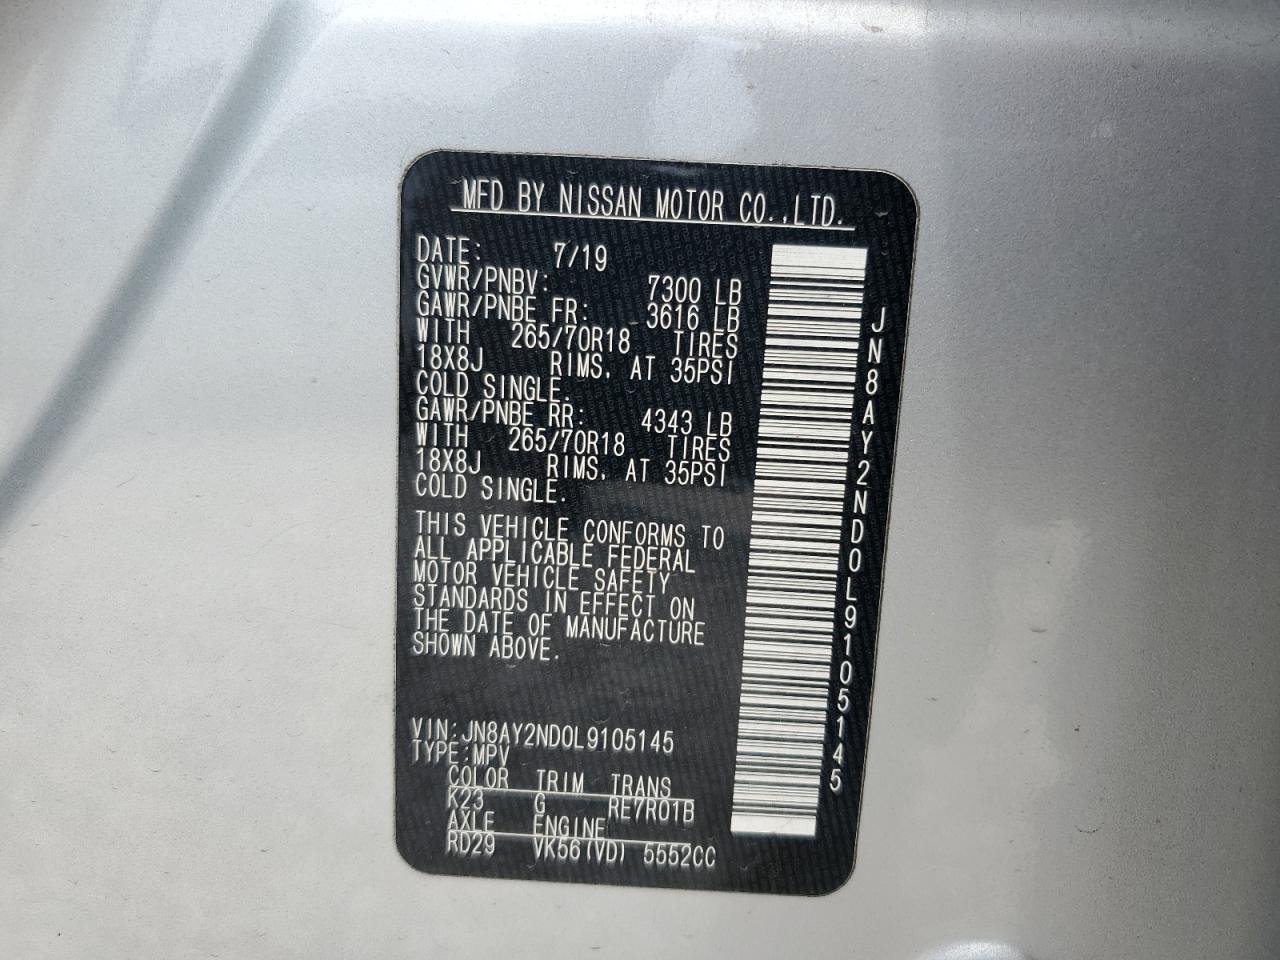 MFD BY NISSAN MOTOR CO.,LTD.
DATE: 7/19
GVWR/PNBV: 7300 LB
GAWR/PNBE FR: 3616 LB
WITH 265/70R18 TIRES
18X8J RIMS, AT 35PSI
COLD SINGLE.
GAWR/PNBE RR: 4343 LB
WITH 265/70R18 TIRES
18X8J RIMS, AT 35PSI
COLD SINGLE.
THIS VEHICLE CONFORMS TO
ALL APPLICABLE FEDERAL
MOTOR VEHICLE SAFETY
STANDARDS IN EFFECT ON
THE DATE OF MANUFACTURE
SHOWN ABOVE.
VIN:JN8AY2ND0L9105145
TYPE:MPV
COLOR TRIM TRANS
K23 G RE7R01B
AXLE ENGINE
RD29 VK56(VD) 5552CC
JN8AY2ND0L9105145